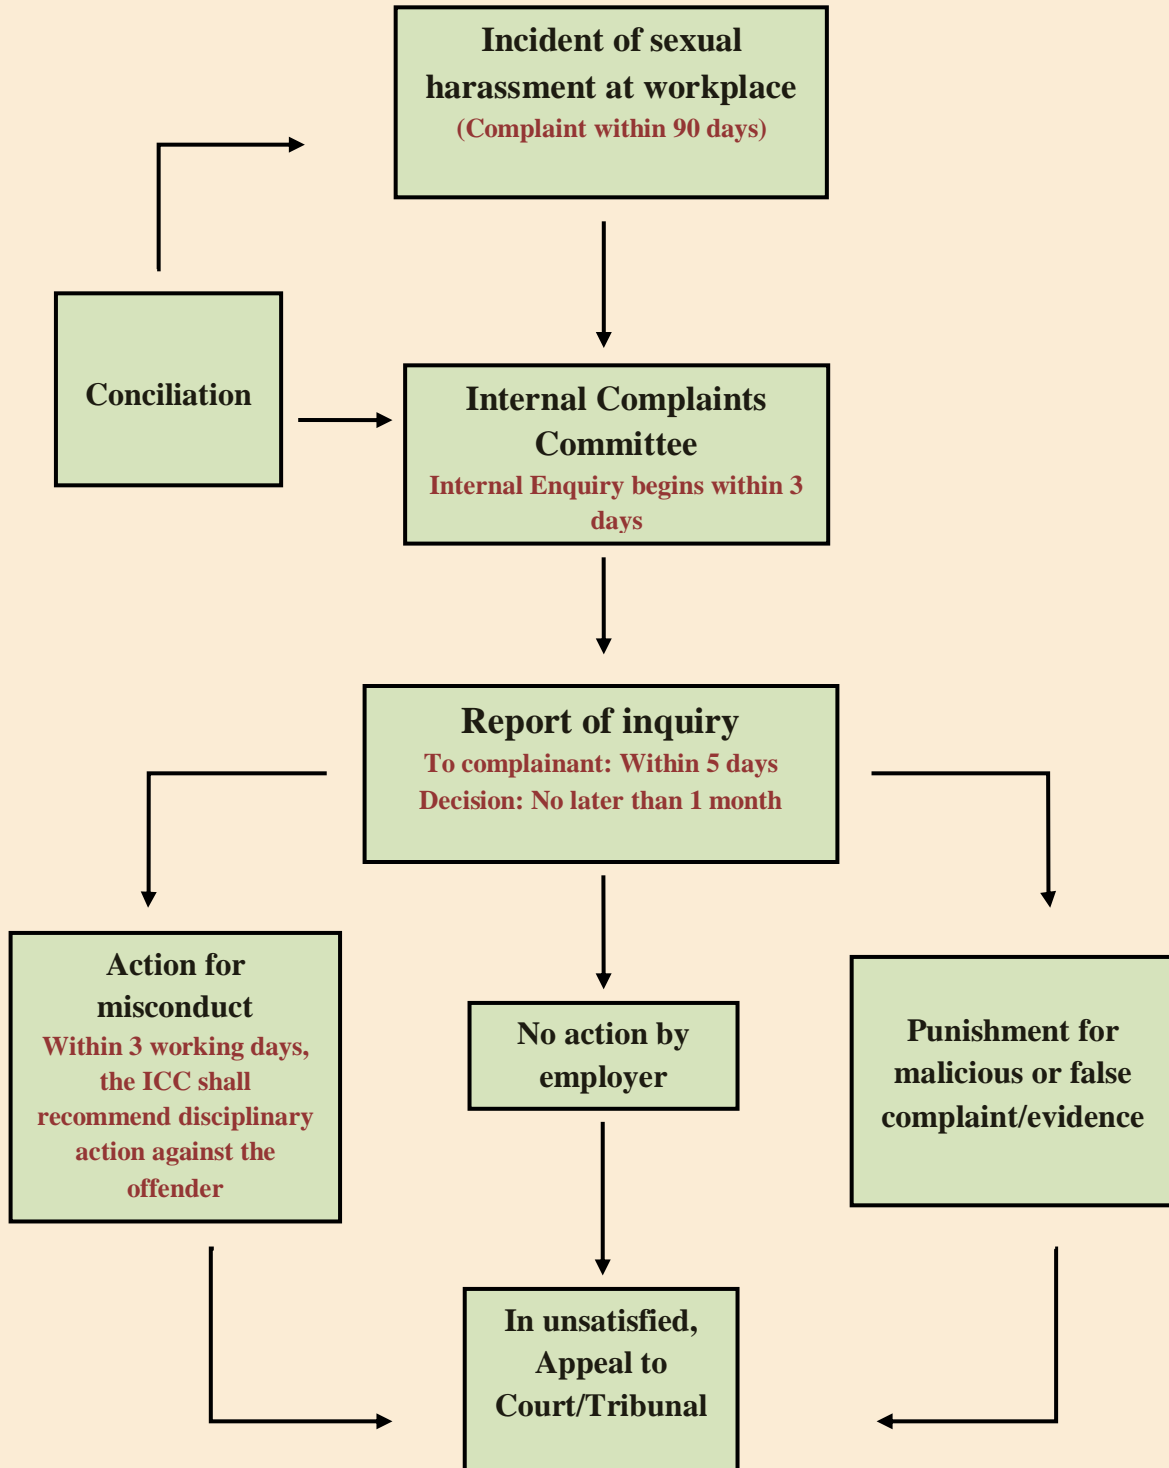 Incident of sexual
harassment at workplace
(Complaint within 90 days)
Conciliation
Internal Complaints
Committee
Internal Enquiry begins within 3
days
Report of inquiry
To complainant: Within 5 days
Decision: No later than 1 month
Action for
misconduct
Within 3 working days,
the ICC shall
recommend disciplinary
action against the
offender
No action by
employer
Punishment for
malicious or false
complaint/evidence
In unsatisfied,
Appeal to
Court/Tribunal